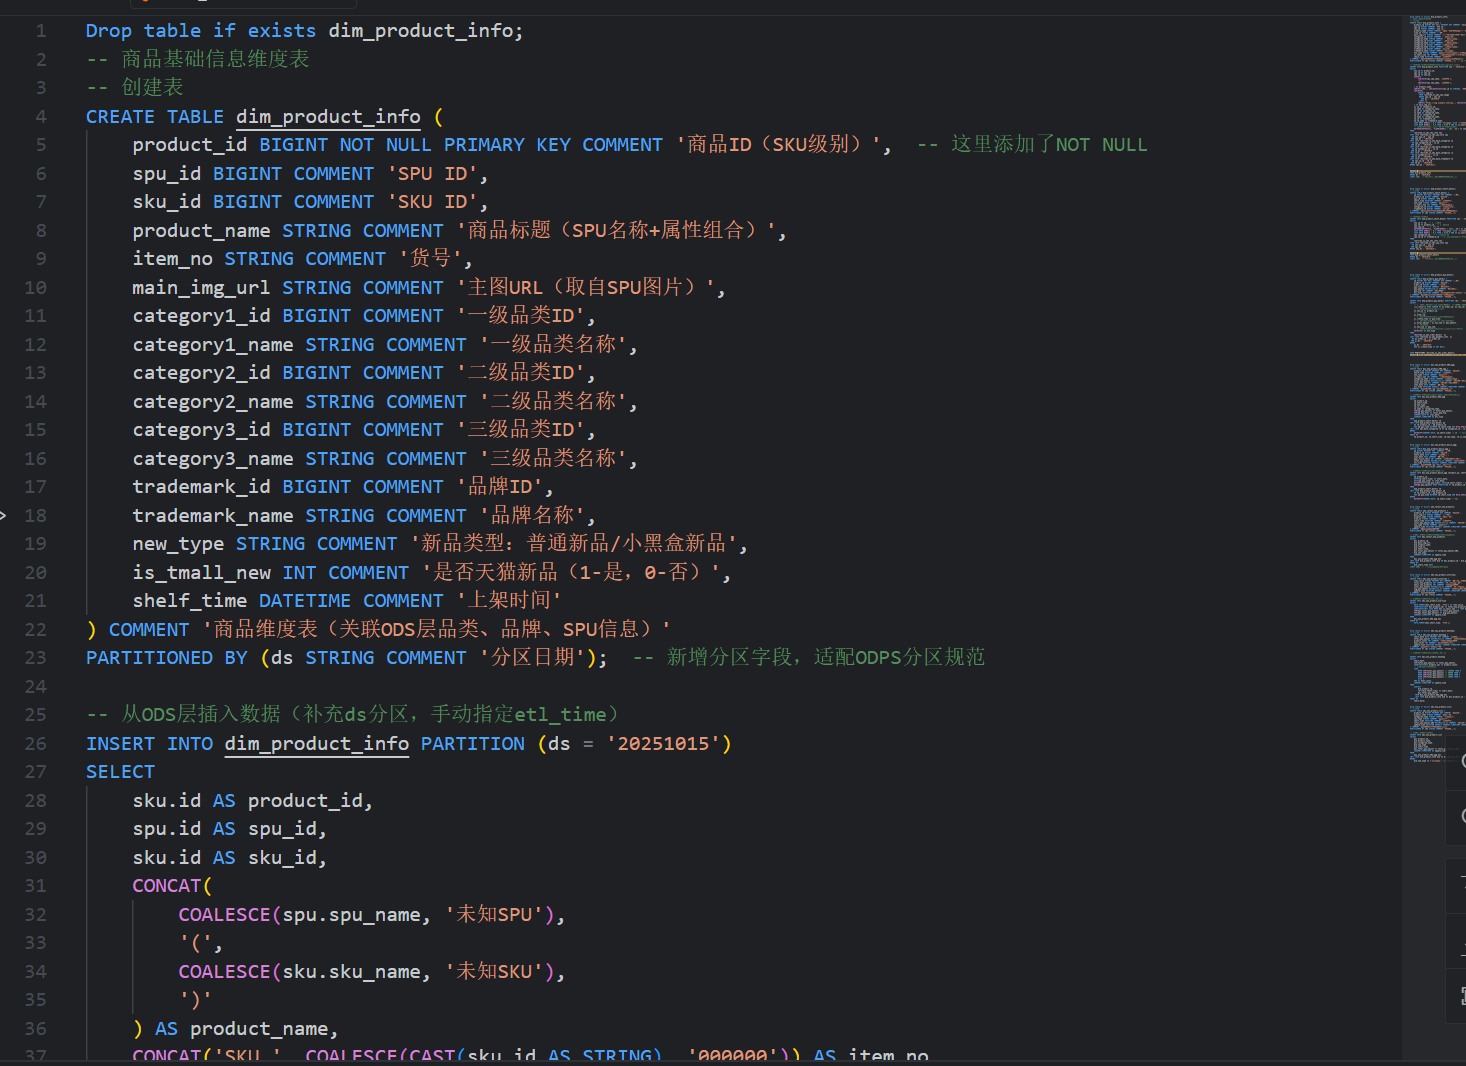 1 Drop table if exists dim_product_info;
2 -- 商品基础信息维度表
3 -- 创建表
4 CREATE TABLE dim_product_info (
5 product_id BIGINT NOT NULL PRIMARY KEY COMMENT '商品ID（SKU级别）',  -- 这里添加了NOT NULL
6 spu_id BIGINT COMMENT 'SPU ID',
7 sku_id BIGINT COMMENT 'SKU ID',
8 product_name STRING COMMENT '商品标题（SPU名称+属性组合）',
9 item_no STRING COMMENT '货号',
10 main_img_url STRING COMMENT '主图URL（取自SPU图片）',
11 category1_id BIGINT COMMENT '一级品类ID',
12 category1_name STRING COMMENT '一级品类名称',
13 category2_id BIGINT COMMENT '二级品类ID',
14 category2_name STRING COMMENT '二级品类名称',
15 category3_id BIGINT COMMENT '三级品类ID',
16 category3_name STRING COMMENT '三级品类名称',
17 trademark_id BIGINT COMMENT '品牌ID',
18 trademark_name STRING COMMENT '品牌名称',
19 new_type STRING COMMENT '新品类型：普通新品/小黑盒新品',
20 is_tmall_new INT COMMENT '是否天猫新品（1-是，0-否）',
21 shelf_time DATETIME COMMENT '上架时间'
22 ) COMMENT '商品维度表（关联ODS层品类、品牌、SPU信息）'
23 PARTITIONED BY (ds STRING COMMENT '分区日期');  -- 新增分区字段，适配ODPS分区规范
24
25 -- 从ODS层插入数据（补充ds分区，手动指定etl_time）
26 INSERT INTO dim_product_info PARTITION (ds = '20251015')
27 SELECT
28 sku.id AS product_id,
29 spu.id AS spu_id,
30 sku.id AS sku_id,
31 CONCAT(
32 COALESCE(spu.spu_name, '未知SPU'),
33 '(',
34 COALESCE(sku.sku_name, '未知SKU'),
35 ')'
36 ) AS product_name,
37 CONCAT('SKU_', COALESCE(CAST(sku.id AS STRING), '000000')) AS item_no